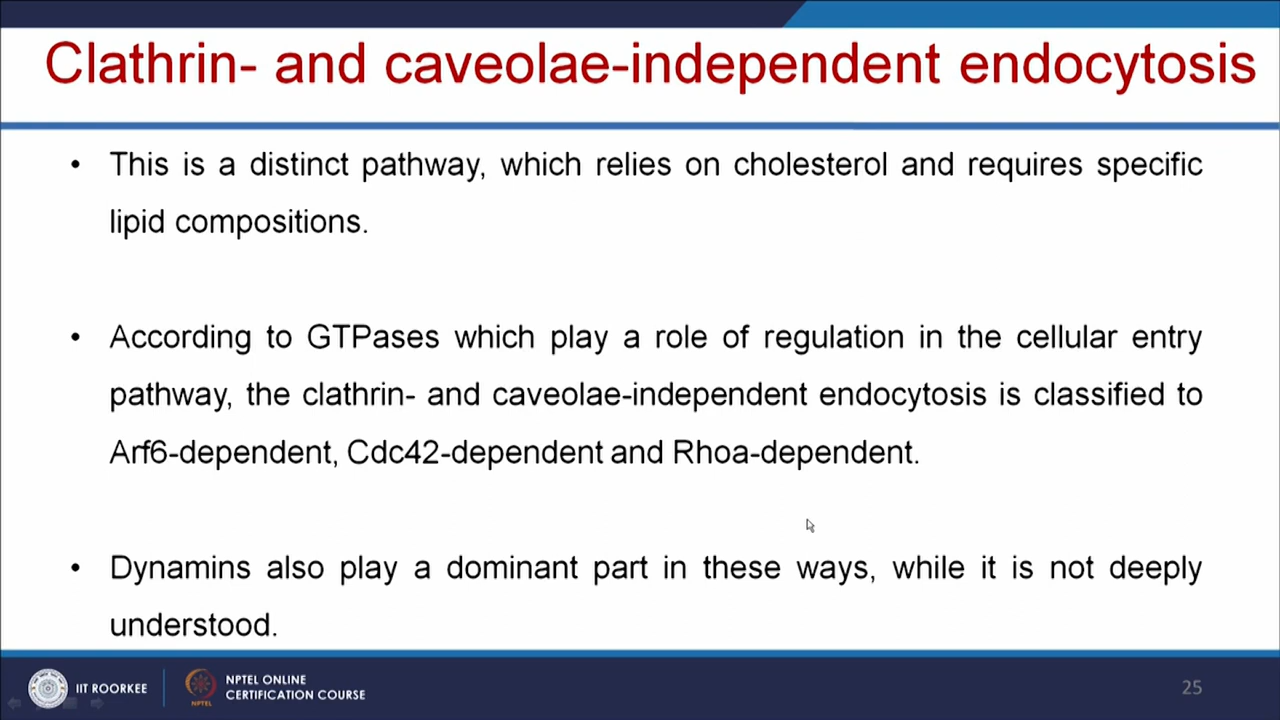 Clathrin- and caveolae-independent endocytosis
• This is a distinct pathway, which relies on cholesterol and requires specific
lipid compositions.
• According to GTPases which play a role of regulation in the cellular entry
pathway, the clathrin- and caveolae-independent endocytosis is classified to
Arf6-dependent, Cdc42-dependent and Rhoa-dependent.
• Dynamins also play a dominant part in these ways, while it is not deeply
understood.
IIT ROORKEE
NPTEL
NPTEL ONLINE
CERTIFICATION COURSE
25